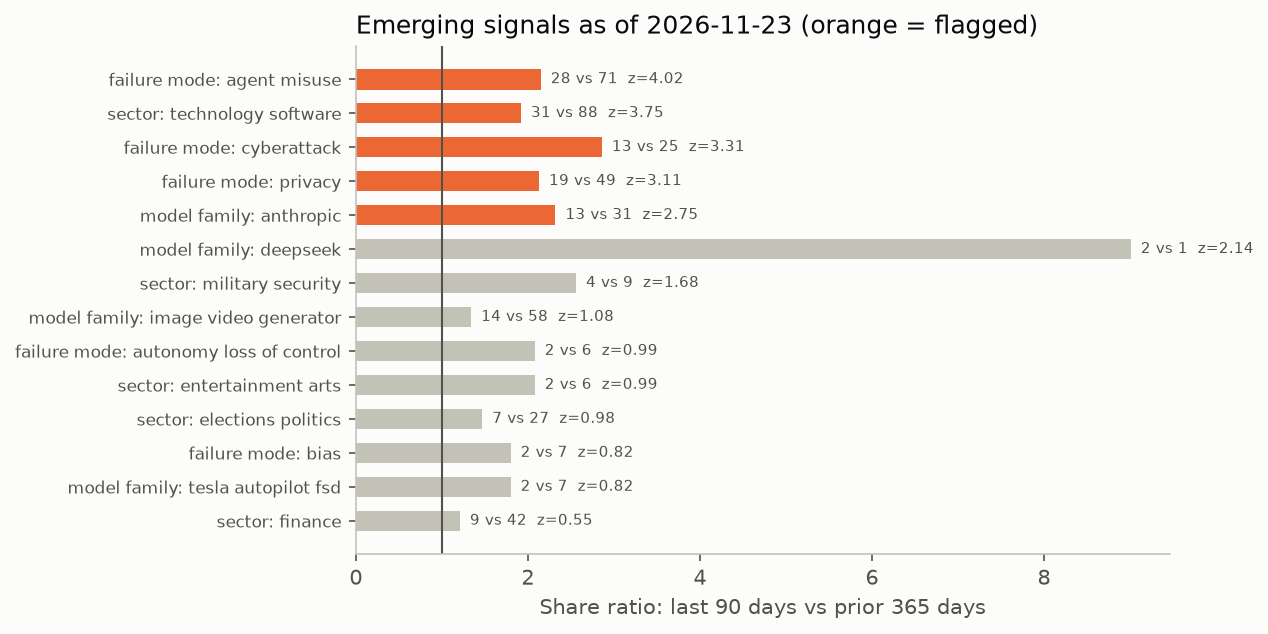 Emerging signals as of 2026-11-23 (orange = flagged)
failure mode: agent misuse 28 vs 71 z=4.02
sector: technology software 31 vs 88 z=3.75
failure mode: cyberattack 13 vs 25 z=3.31
failure mode: privacy 19 vs 49 z=3.11
model family: anthropic 13 vs 31 z=2.75
model family: deepseek 2 vs 1 z=2.14
sector: military security 4 vs 9 z=1.68
model family: image video generator 14 vs 58 z=1.08
failure mode: autonomy loss of control 2 vs 6 z=0.99
sector: entertainment arts 2 vs 6 z=0.99
sector: elections politics 7 vs 27 z=0.98
failure mode: bias 2 vs 7 z=0.82
model family: tesla autopilot fsd 2 vs 7 z=0.82
sector: finance 9 vs 42 z=0.55
0 2 4 6 8
Share ratio: last 90 days vs prior 365 days